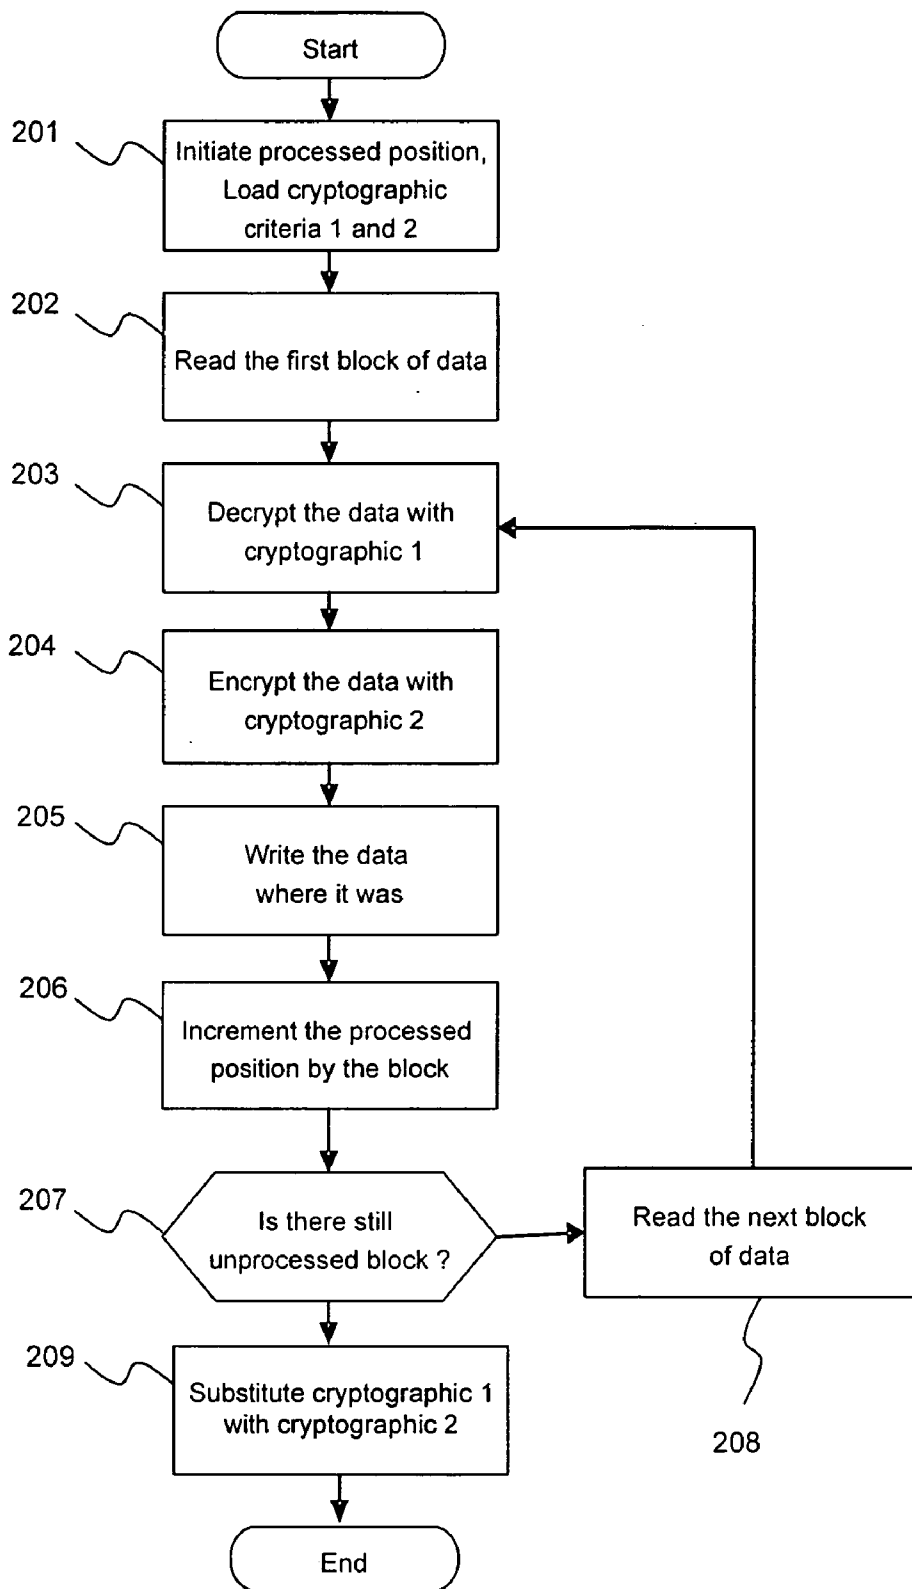 Start
201
Initiate processed position,
Load cryptographic
criteria 1 and 2
202
Read the first block of data
203
Decrypt the data with
cryptographic 1
204
Encrypt the data with
cryptographic 2
205
Write the data
where it was
206
Increment the processed
position by the block
207
Is there still
unprocessed block ?
Read the next block
of data
208
209
Substitute cryptographic 1
with cryptographic 2
End